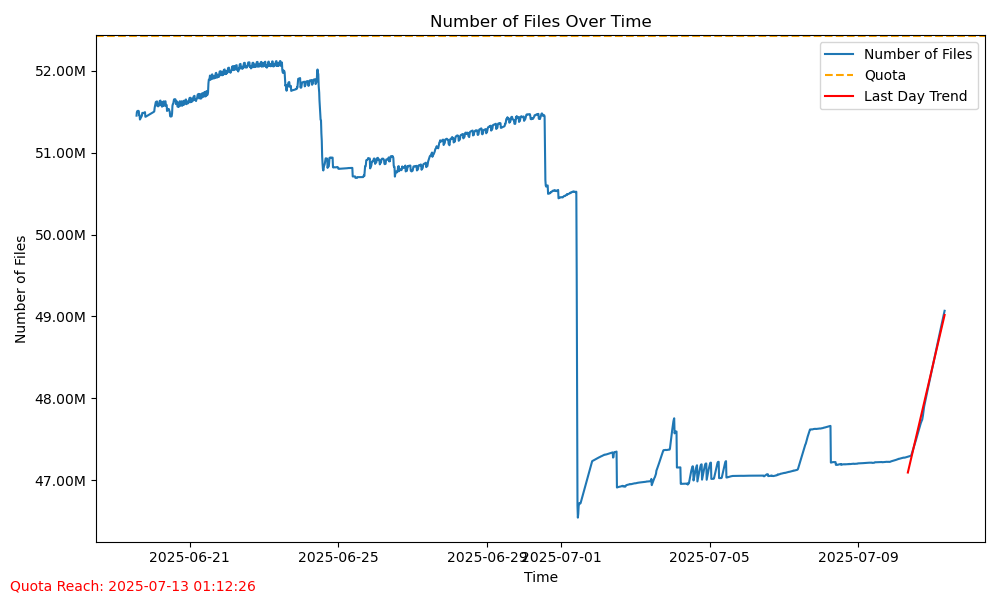 Number of Files Over Time
Number of Files
Quota
Last Day Trend
52.00M
51.00M
50.00M
49.00M
48.00M
47.00M
Number of Files
2025-06-21
2025-06-25
2025-06-29
2025-07-01
2025-07-05
2025-07-09
Time
Quota Reach: 2025-07-13 01:12:26